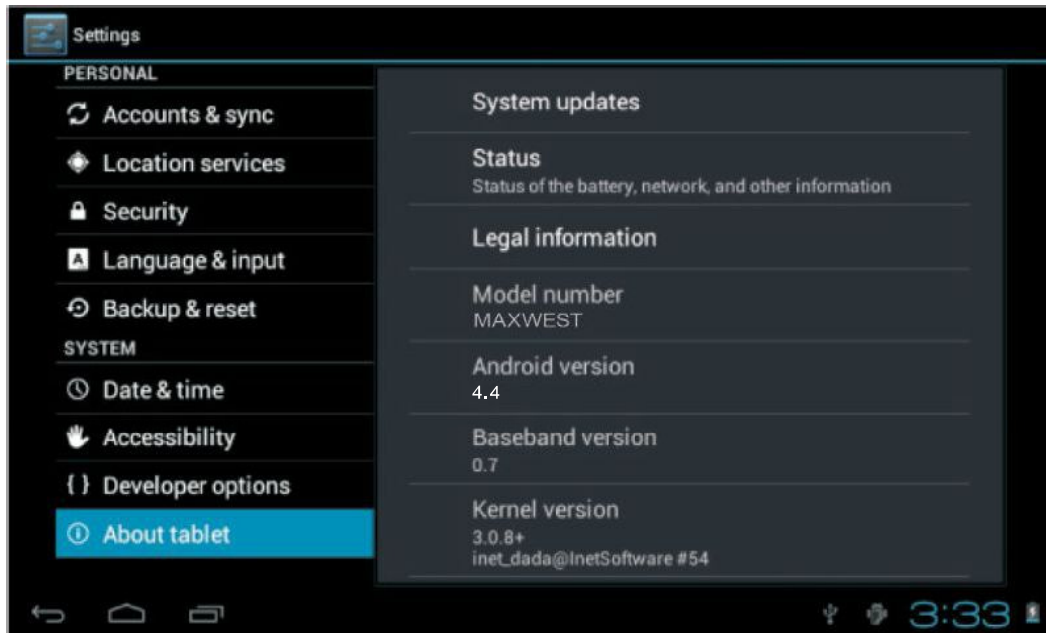 Settings
PERSONAL
Accounts & sync
Location services
Security
Language & input
Backup & reset
SYSTEM
Date & time
Accessibility
{ } Developer options
About tablet
System updates
Status
Status of the battery, network, and other information
Legal information
Model number
MAXWEST
Android version
4.4
Baseband version
0.7
Kernel version
3.0.8+
inet_dada@InetSoftware #54
3:33